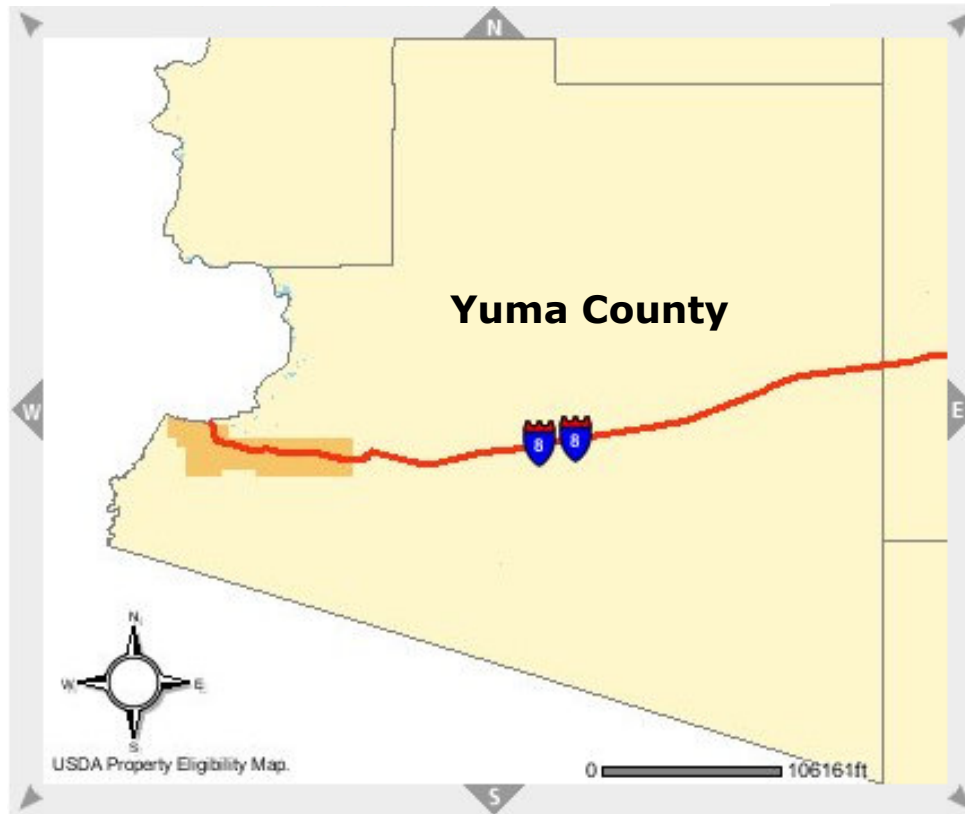 N
Yuma County
W
E
8
8
N
W
E
S
USDA Property Eligibility Map.
0 106161ft
S